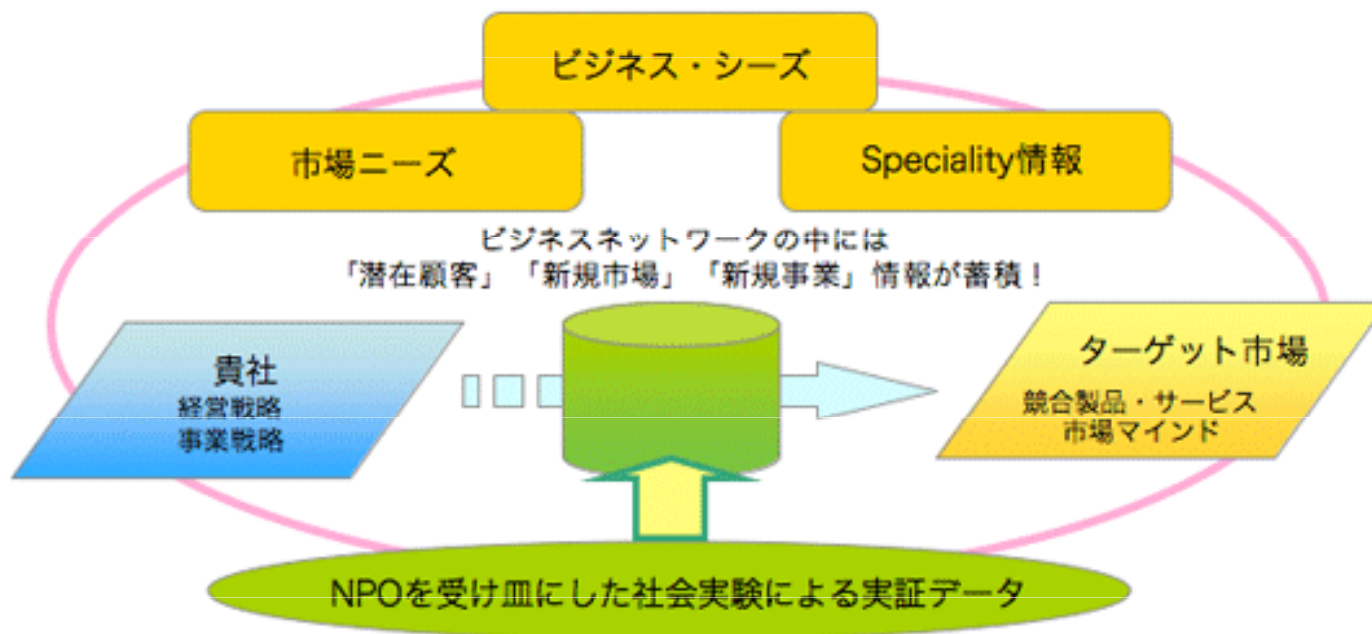 ビジネス・シーズ
市場ニーズ
Speciality情報
ビジネスネットワークの中には
「潜在顧客」「新規市場」「新規事業」情報が蓄積！
貴社
経営戦略
事業戦略
ターゲット市場
競合製品・サービス
市場マインド
NPOを受け皿にした社会実験による実証データ